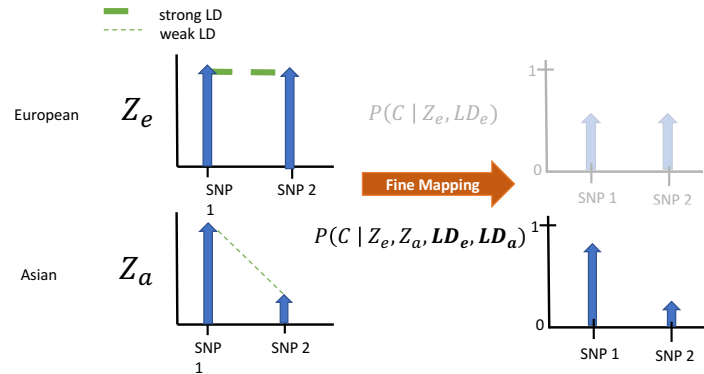 strong LD
weak LD
European
Z_e
SNP
1
SNP 2
P(C | Z_e, LD_e)
Fine Mapping
1
0
SNP 1
SNP 2
Asian
Z_a
SNP
1
SNP 2
P(C | Z_e, Z_a, LD_e, LD_a)
1
0
SNP 1
SNP 2